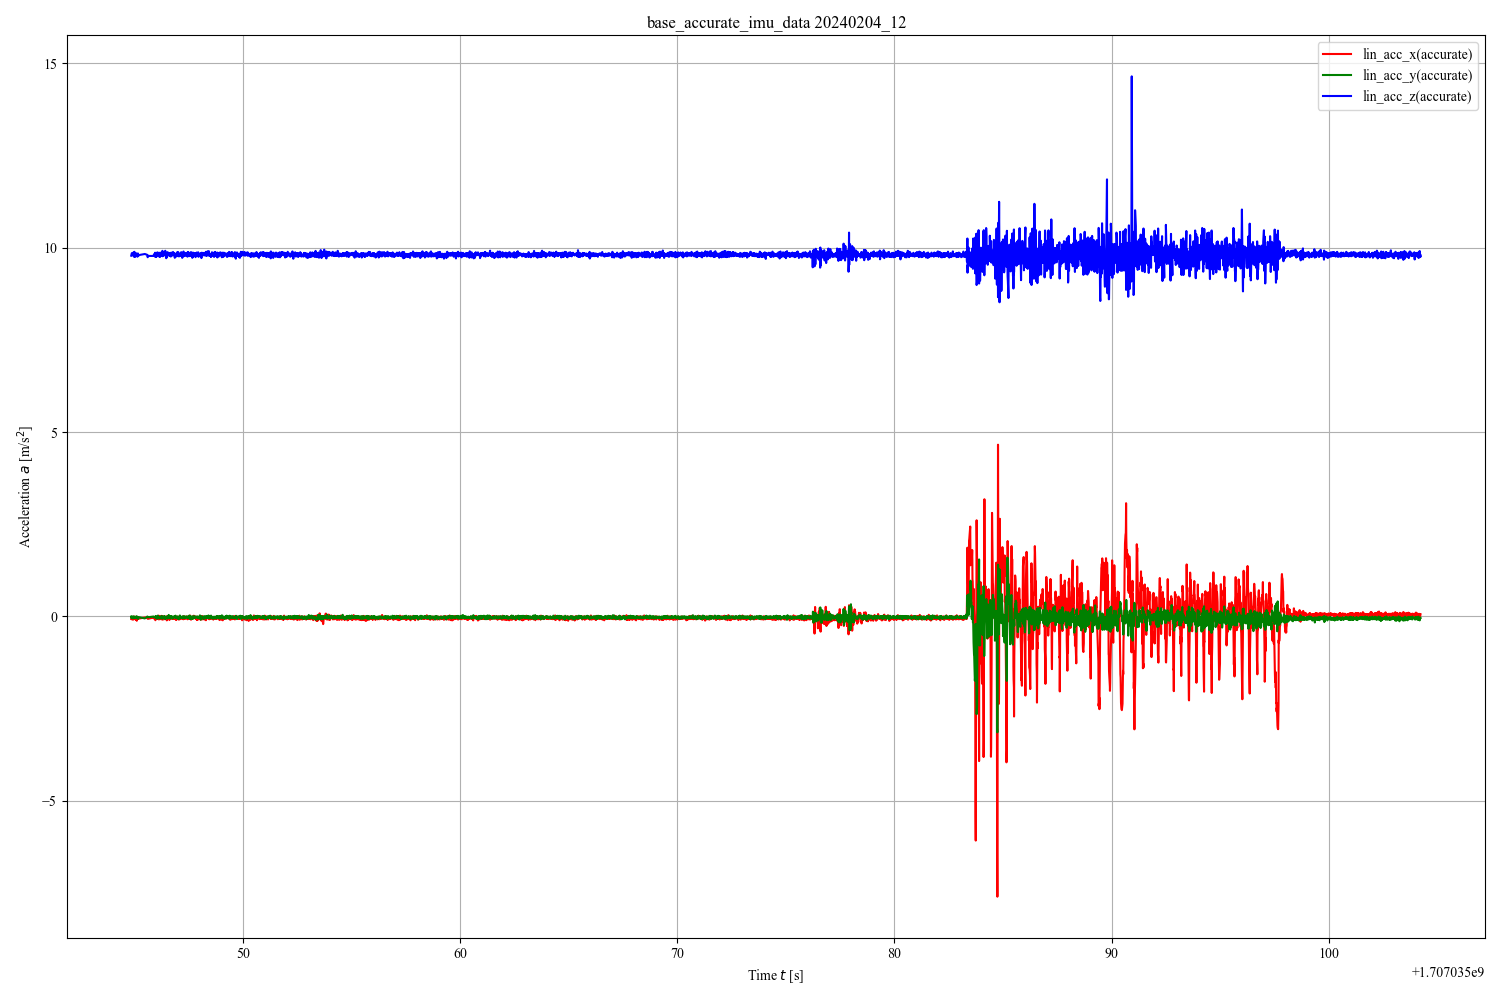 base_accurate_imu_data 20240204_12
lin_acc_x(accurate)
lin_acc_y(accurate)
lin_acc_z(accurate)
15
10
5
0
−5
Acceleration a [m/s²]
50
60
70
80
90
100
Time t [s]
+1.707035e9